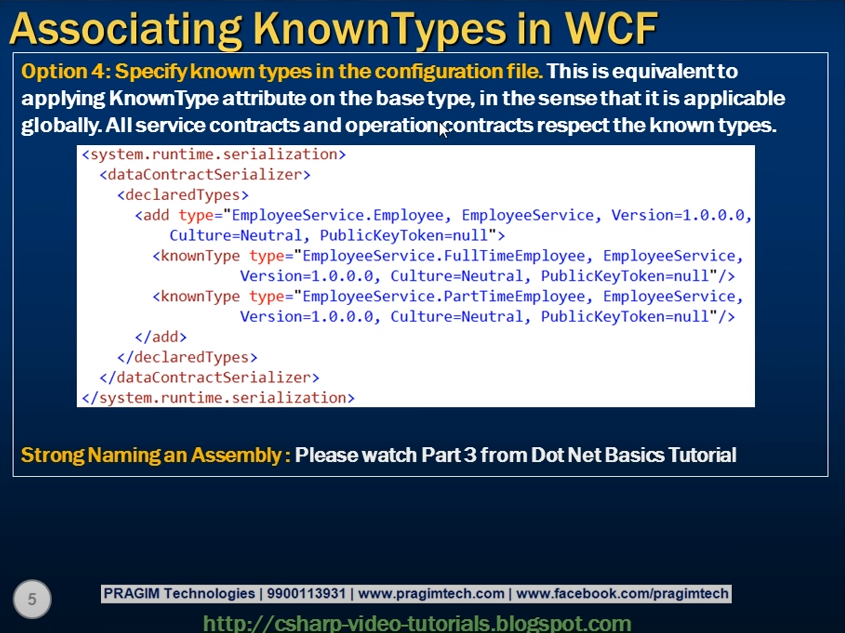 Associating KnownTypes in WCF
Option 4: Specify known types in the configuration file. This is equivalent to
applying KnownType attribute on the base type, in the sense that it is applicable
globally. All service contracts and operation contracts respect the known types.
<system.runtime.serialization>
<dataContractSerializer>
<declaredTypes>
<add type="EmployeeService.Employee, EmployeeService, Version=1.0.0.0,
Culture=Neutral, PublicKeyToken=null">
<knownType type="EmployeeService.FullTimeEmployee, EmployeeService,
Version=1.0.0.0, Culture=Neutral, PublicKeyToken=null"/>
<knownType type="EmployeeService.PartTimeEmployee, EmployeeService,
Version=1.0.0.0, Culture=Neutral, PublicKeyToken=null"/>
</add>
</declaredTypes>
</dataContractSerializer>
</system.runtime.serialization>
Strong Naming an Assembly : Please watch Part 3 from Dot Net Basics Tutorial
5
PRAGIM Technologies | 9900113931 | www.pragimtech.com | www.facebook.com/pragimtech
http://csharp-video-tutorials.blogspot.com